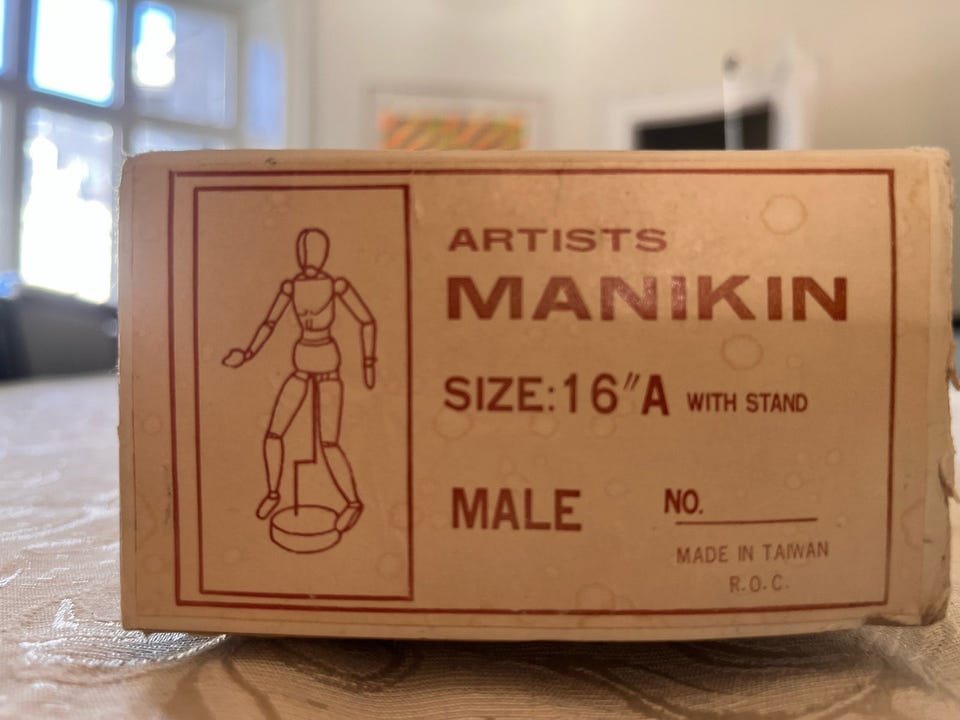 ARTISTS
MANIKIN
SIZE: 16"A WITH STAND
MALE NO.
MADE IN TAIWAN
R.O.C.